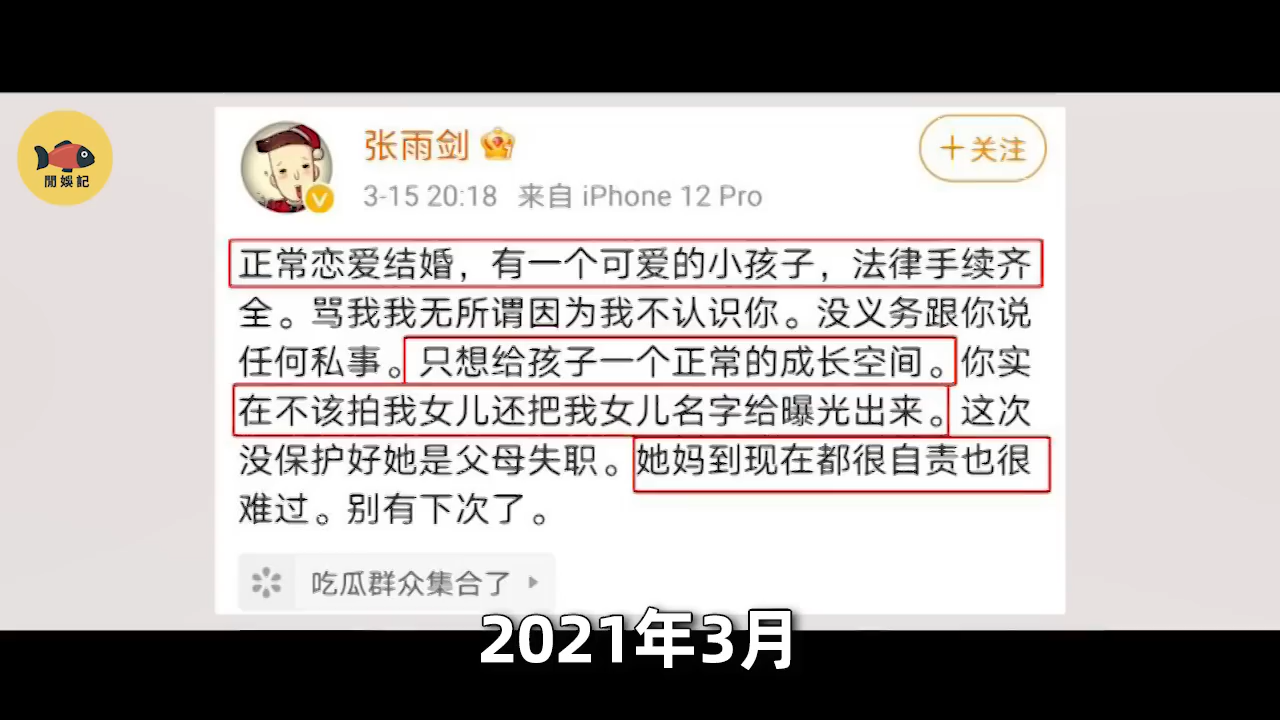 閒娛記
张雨剑
3-15 20:18 来自 iPhone 12 Pro
+关注
正常恋爱结婚，有一个可爱的小孩子，法律手续齐
全。骂我我无所谓因为我不认识你。没义务跟你说
任何私事。只想给孩子一个正常的成长空间。你实
在不该拍我女儿还把我女儿名字给曝光出来。这次
没保护好她是父母失职。她妈到现在都很自责也很
难过。别有下次了。
吃瓜群众集合了
2021年3月